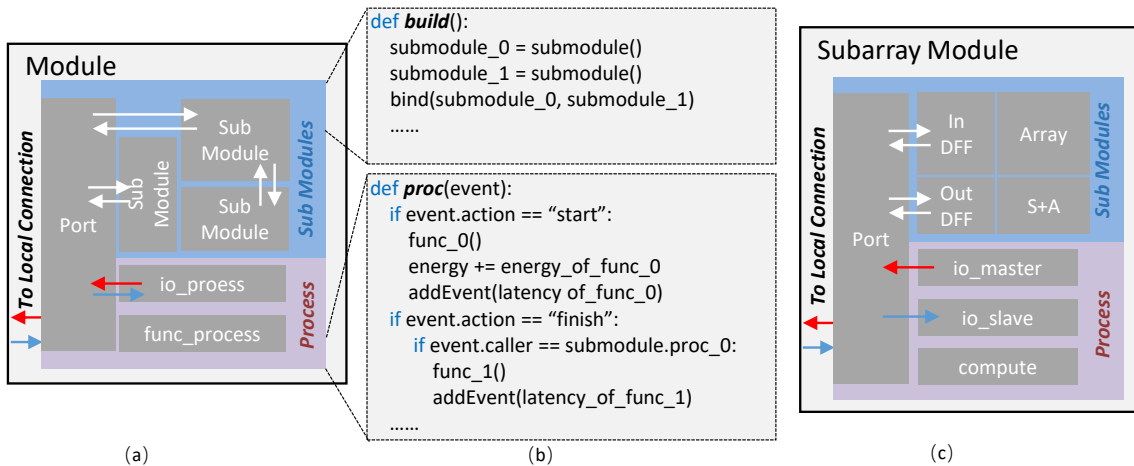 Module
To Local Connection
Port
Sub
Module
Sub
Module
Sub
Module
Sub Modules
io_proess
func_process
Process
(a)
def build():
submodule_0 = submodule()
submodule_1 = submodule()
bind(submodule_0, submodule_1)
……
def proc(event):
if event.action == “start”:
func_0()
energy += energy_of_func_0
addEvent(latency of_func_0)
if event.action == “finish”:
if event.caller == submodule.proc_0:
func_1()
addEvent(latency_of_func_1)
……
(b)
Subarray Module
To Local Connection
Port
In
DFF
Array
Out
DFF
S+A
Sub Modules
io_master
io_slave
compute
Process
(c)